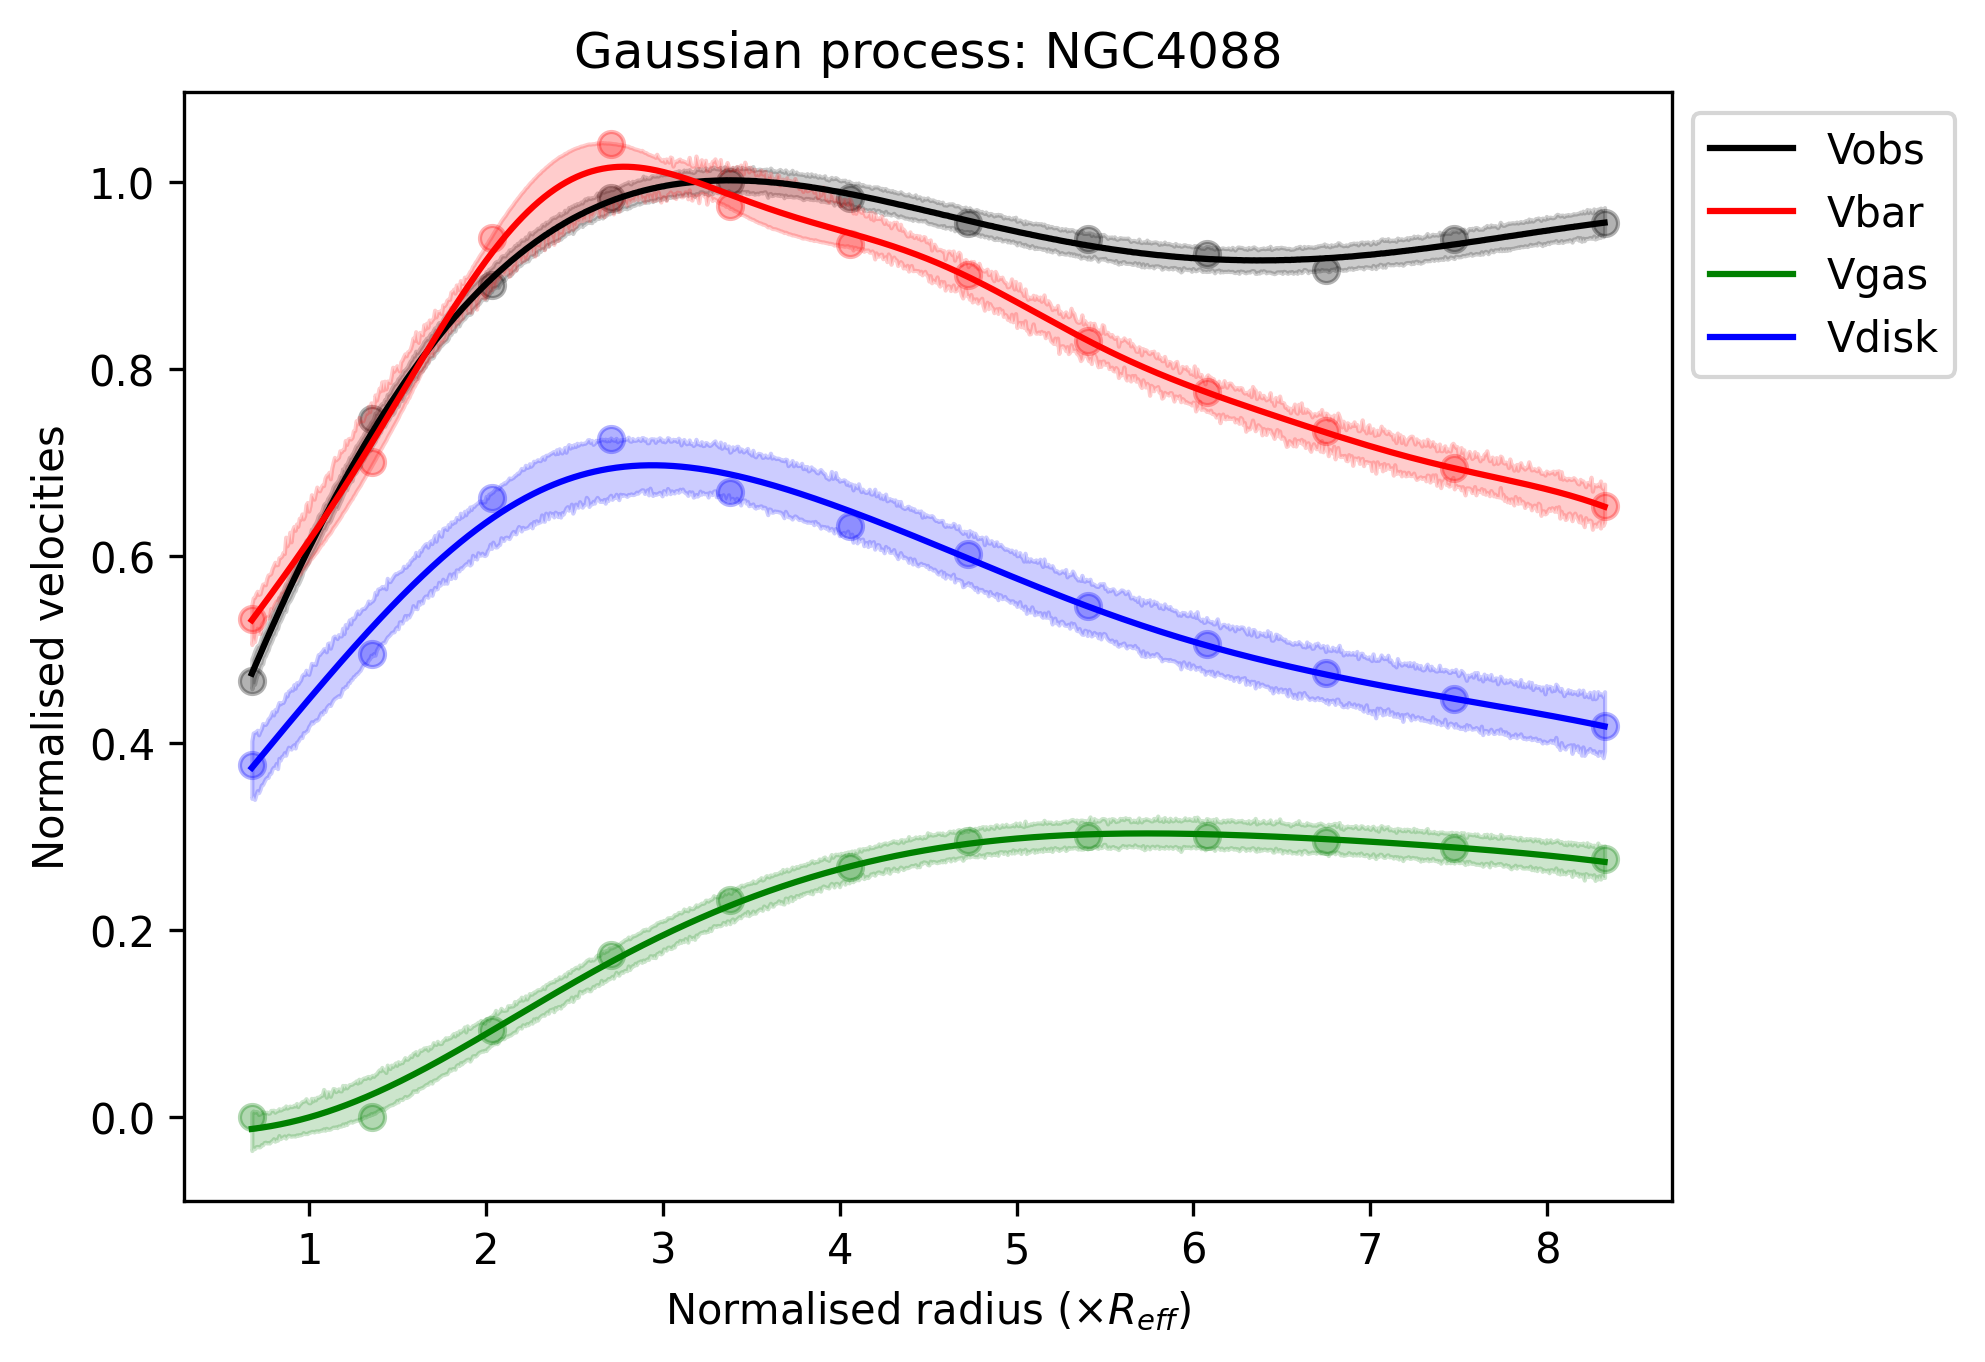 Gaussian process: NGC4088
Normalised velocities
1.0
0.8
0.6
0.4
0.2
0.0
1 2 3 4 5 6 7 8
Normalised radius (×R_eff)
Vobs
Vbar
Vgas
Vdisk